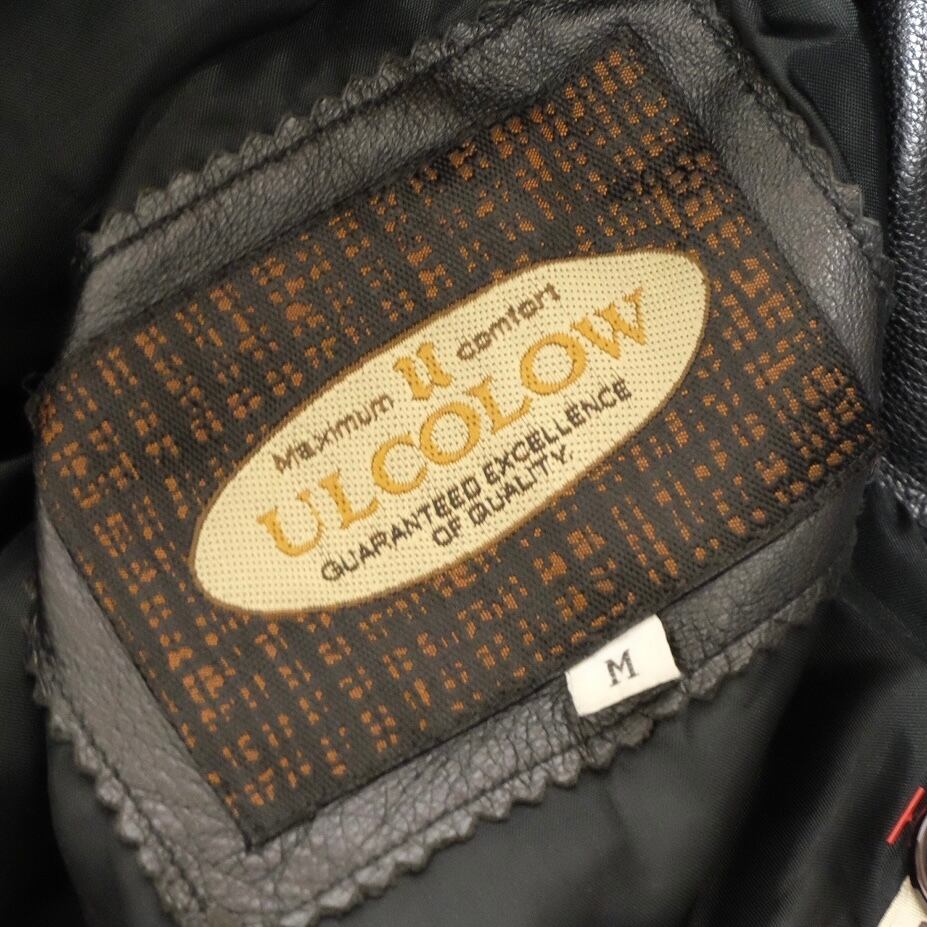 Maximum U comfort
ULCOLOW
GUARANTEED EXCELLENCE
OF QUALITY.
M